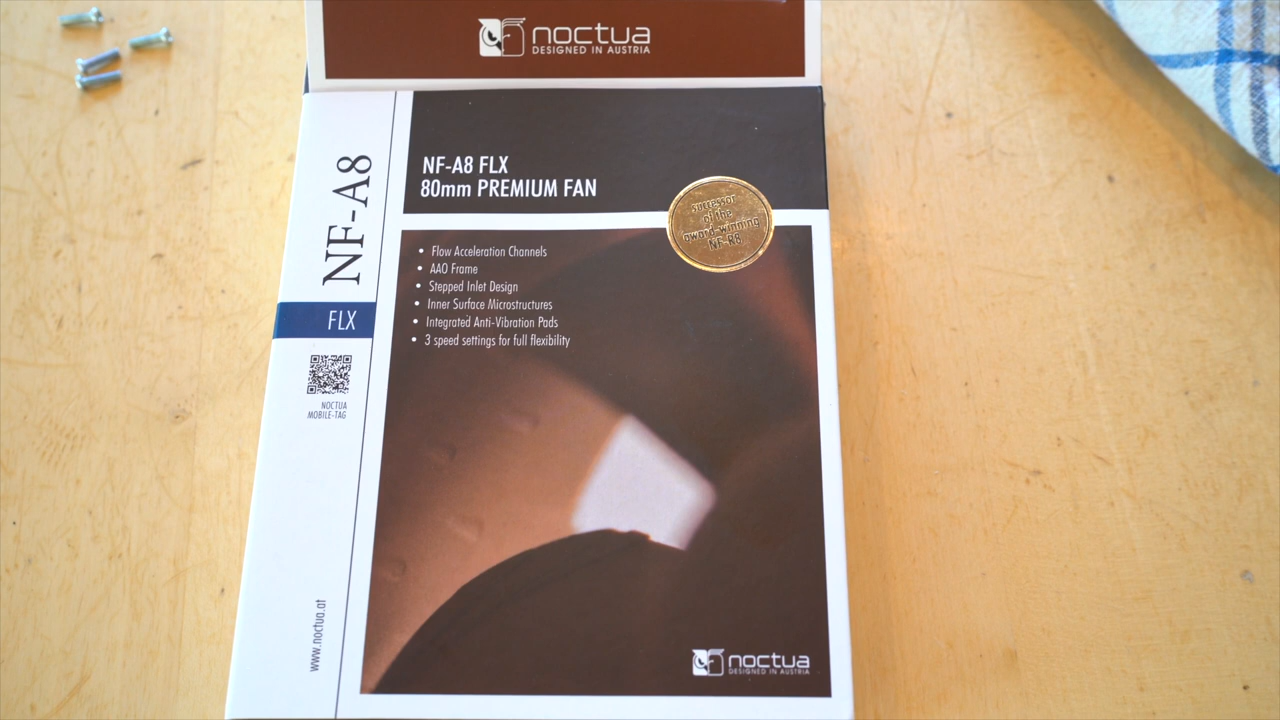 noctua
DESIGNED IN AUSTRIA
NF-A8 FLX
80mm PREMIUM FAN
successor
of the
award-winning
NF-R8
• Flow Acceleration Channels
• AAO Frame
• Stepped Inlet Design
• Inner Surface Microstructures
• Integrated Anti-Vibration Pads
• 3 speed settings for full flexibility
NF-A8
FLX
NOCTUA
MOBILE-TAG
www.noctua.at
noctua
DESIGNED IN AUSTRIA